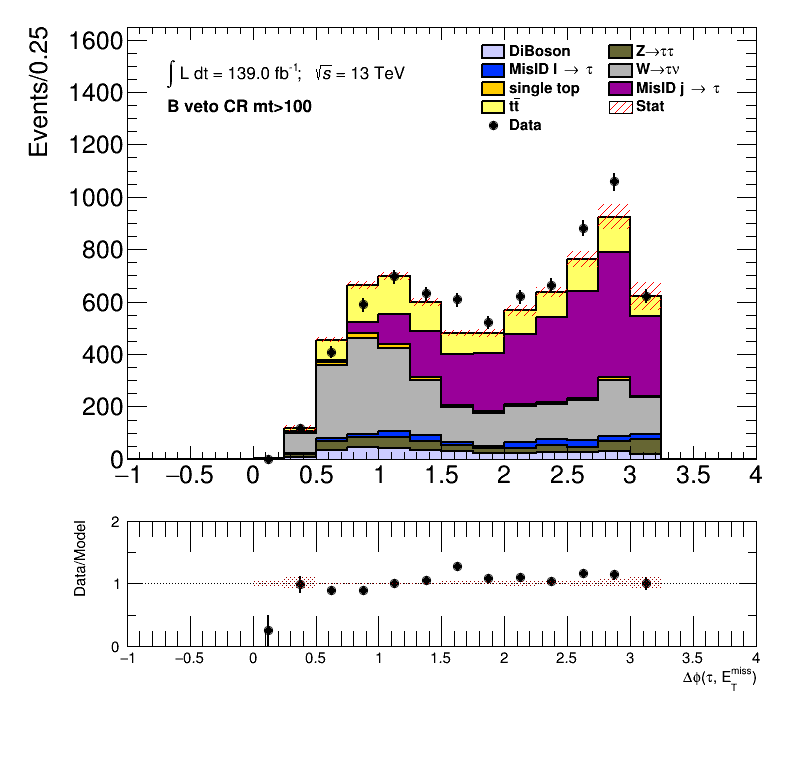 Events/0.25
1600
1400
1200
1000
800
600
400
200
0
∫ L dt = 139.0 fb⁻¹; √s = 13 TeV
B veto CR mt>100
DiBoson
MisID l → τ
single top
tt̄
Data
Z→ττ
W→τν
MisID j → τ
Stat
−1 −0.5 0 0.5 1 1.5 2 2.5 3 3.5 4
Data/Model
2
1
0
−1 −0.5 0 0.5 1 1.5 2 2.5 3 3.5 4
Δϕ(τ, E_T^miss)